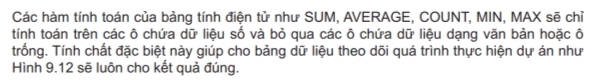 Các hàm tính toán của bảng tính điện tử như SUM, AVERAGE, COUNT, MIN, MAX sẽ chỉ
tính toán trên các ô chứa dữ liệu số và bỏ qua các ô chứa dữ liệu dạng văn bản hoặc ô
trống. Tính chất đặc biệt này giúp cho bảng dữ liệu theo dõi quá trình thực hiện dự án như
Hình 9.12 sẽ luôn cho kết quả đúng.